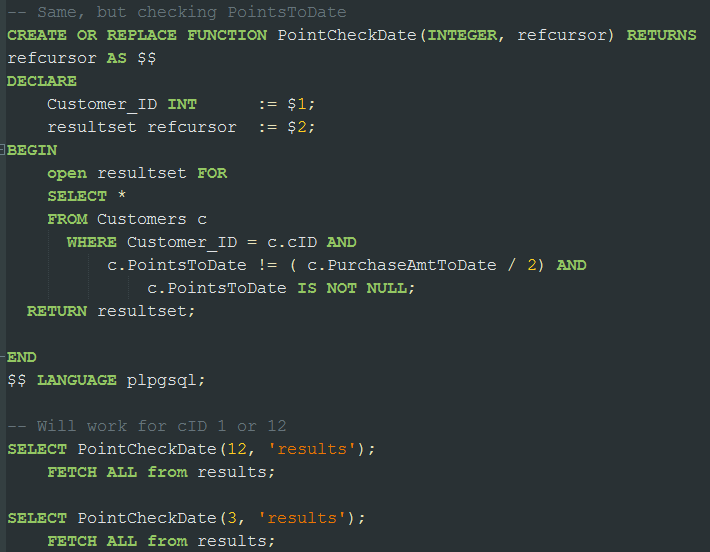 -- Same, but checking PointsToDate
CREATE OR REPLACE FUNCTION PointCheckDate(INTEGER, refcursor) RETURNS
refcursor AS $$
DECLARE
    Customer_ID INT      := $1;
    resultset refcursor  := $2;
BEGIN
    open resultset FOR
    SELECT *
    FROM Customers c
      WHERE Customer_ID = c.cID AND
          c.PointsToDate != ( c.PurchaseAmtToDate / 2) AND
              c.PointsToDate IS NOT NULL;
  RETURN resultset;

END
$$ LANGUAGE plpgsql;

-- Will work for cID 1 or 12
SELECT PointCheckDate(12, 'results');
    FETCH ALL from results;

SELECT PointCheckDate(3, 'results');
    FETCH ALL from results;